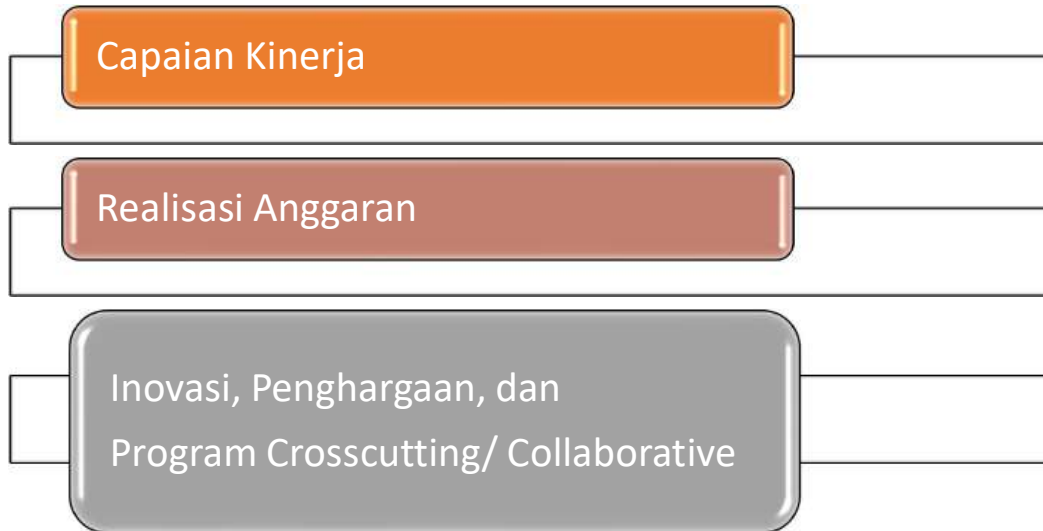 Capaian Kinerja
Realisasi Anggaran
Inovasi, Penghargaan, dan
Program Crosscutting/ Collaborative